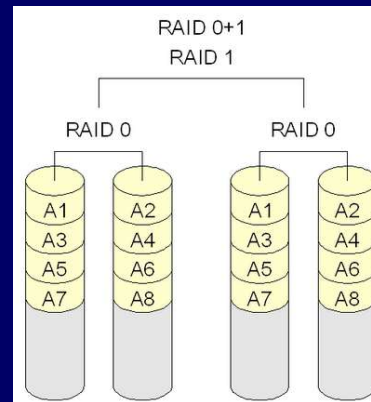 RAID 0+1
RAID 1
RAID 0 RAID 0
A1 A2 A1 A2
A3 A4 A3 A4
A5 A6 A5 A6
A7 A8 A7 A8